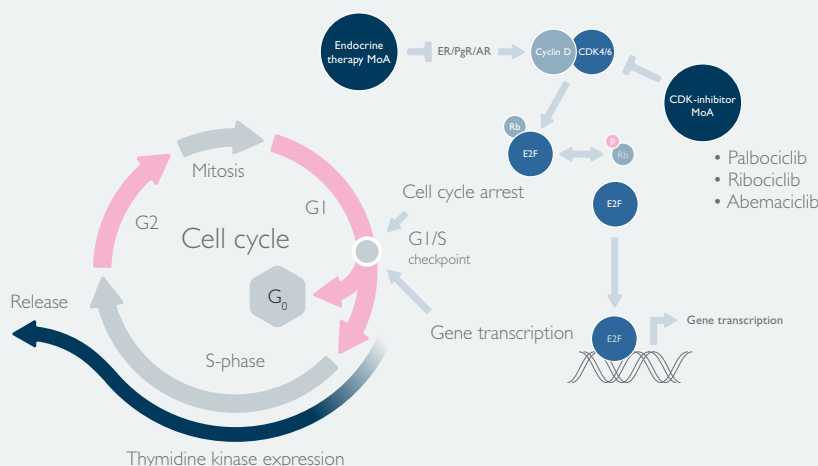 Endocrine
therapy MoA
ER/PgR/AR
Cyclin D
CDK4/6
CDK-inhibitor
MoA
• Palbociclib
• Ribociclib
• Abemaciclib
Rb
E2F
P
Rb
E2F
E2F
Gene transcription
Mitosis
G1
G2
Cell cycle
G0
S-phase
Cell cycle arrest
G1/S
checkpoint
Gene transcription
Release
Thymidine kinase expression